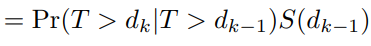 = Pr(T > d_k|T > d_{k−1})S(d_{k−1})